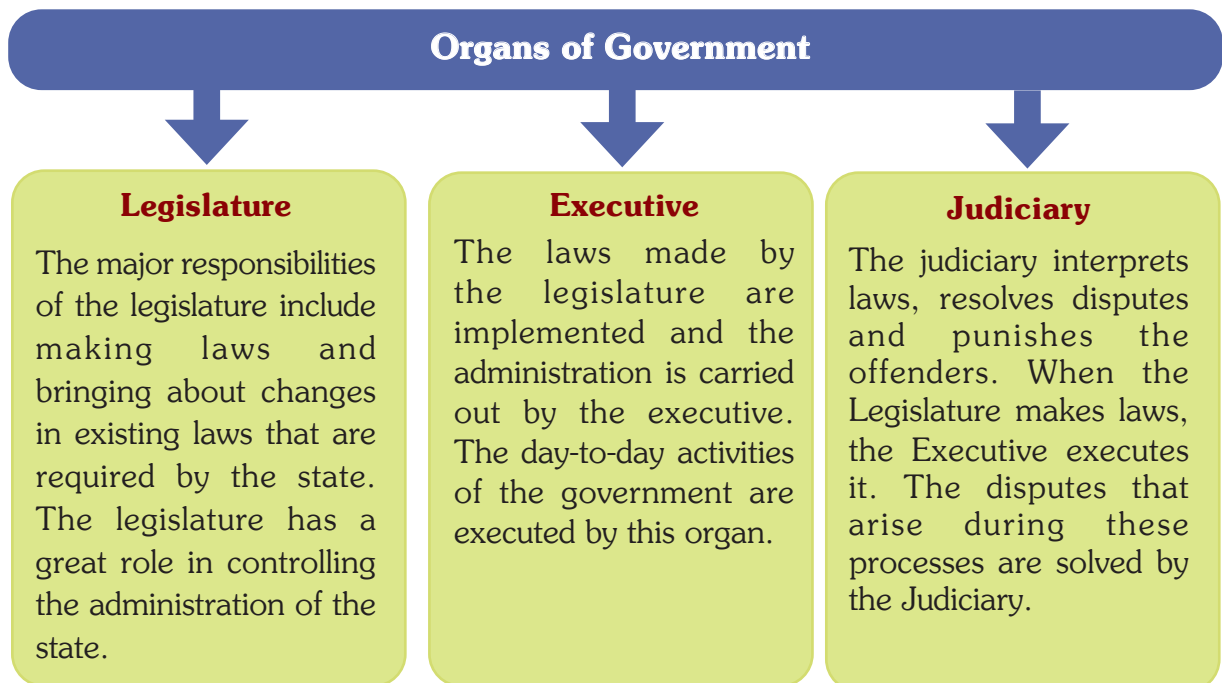 Organs of Government
Legislature
The major responsibilities
of the legislature include
making laws and
bringing about changes
in existing laws that are
required by the state.
The legislature has a
great role in controlling
the administration of the
state.
Executive
The laws made by
the legislature are
implemented and the
administration is carried
out by the executive.
The day-to-day activities
of the government are
executed by this organ.
Judiciary
The judiciary interprets
laws, resolves disputes
and punishes the
offenders. When the
Legislature makes laws,
the Executive executes
it. The disputes that
arise during these
processes are solved by
the Judiciary.